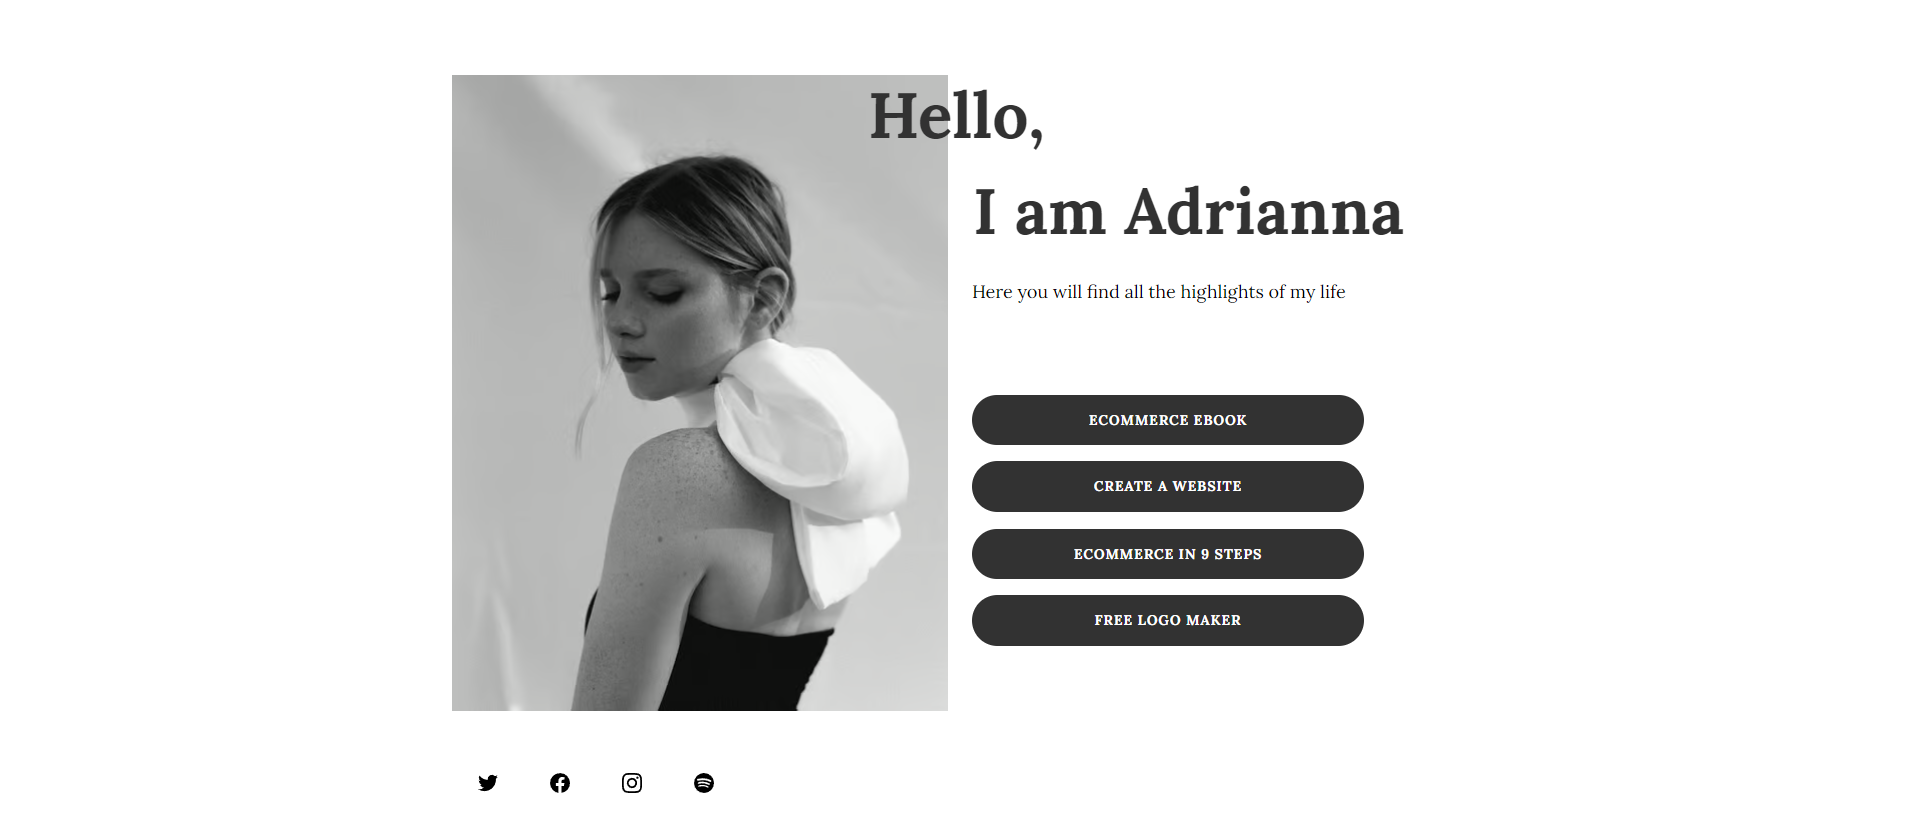 Hello,
I am Adrianna
Here you will find all the highlights of my life
ECOMMERCE EBOOK
CREATE A WEBSITE
ECOMMERCE IN 9 STEPS
FREE LOGO MAKER